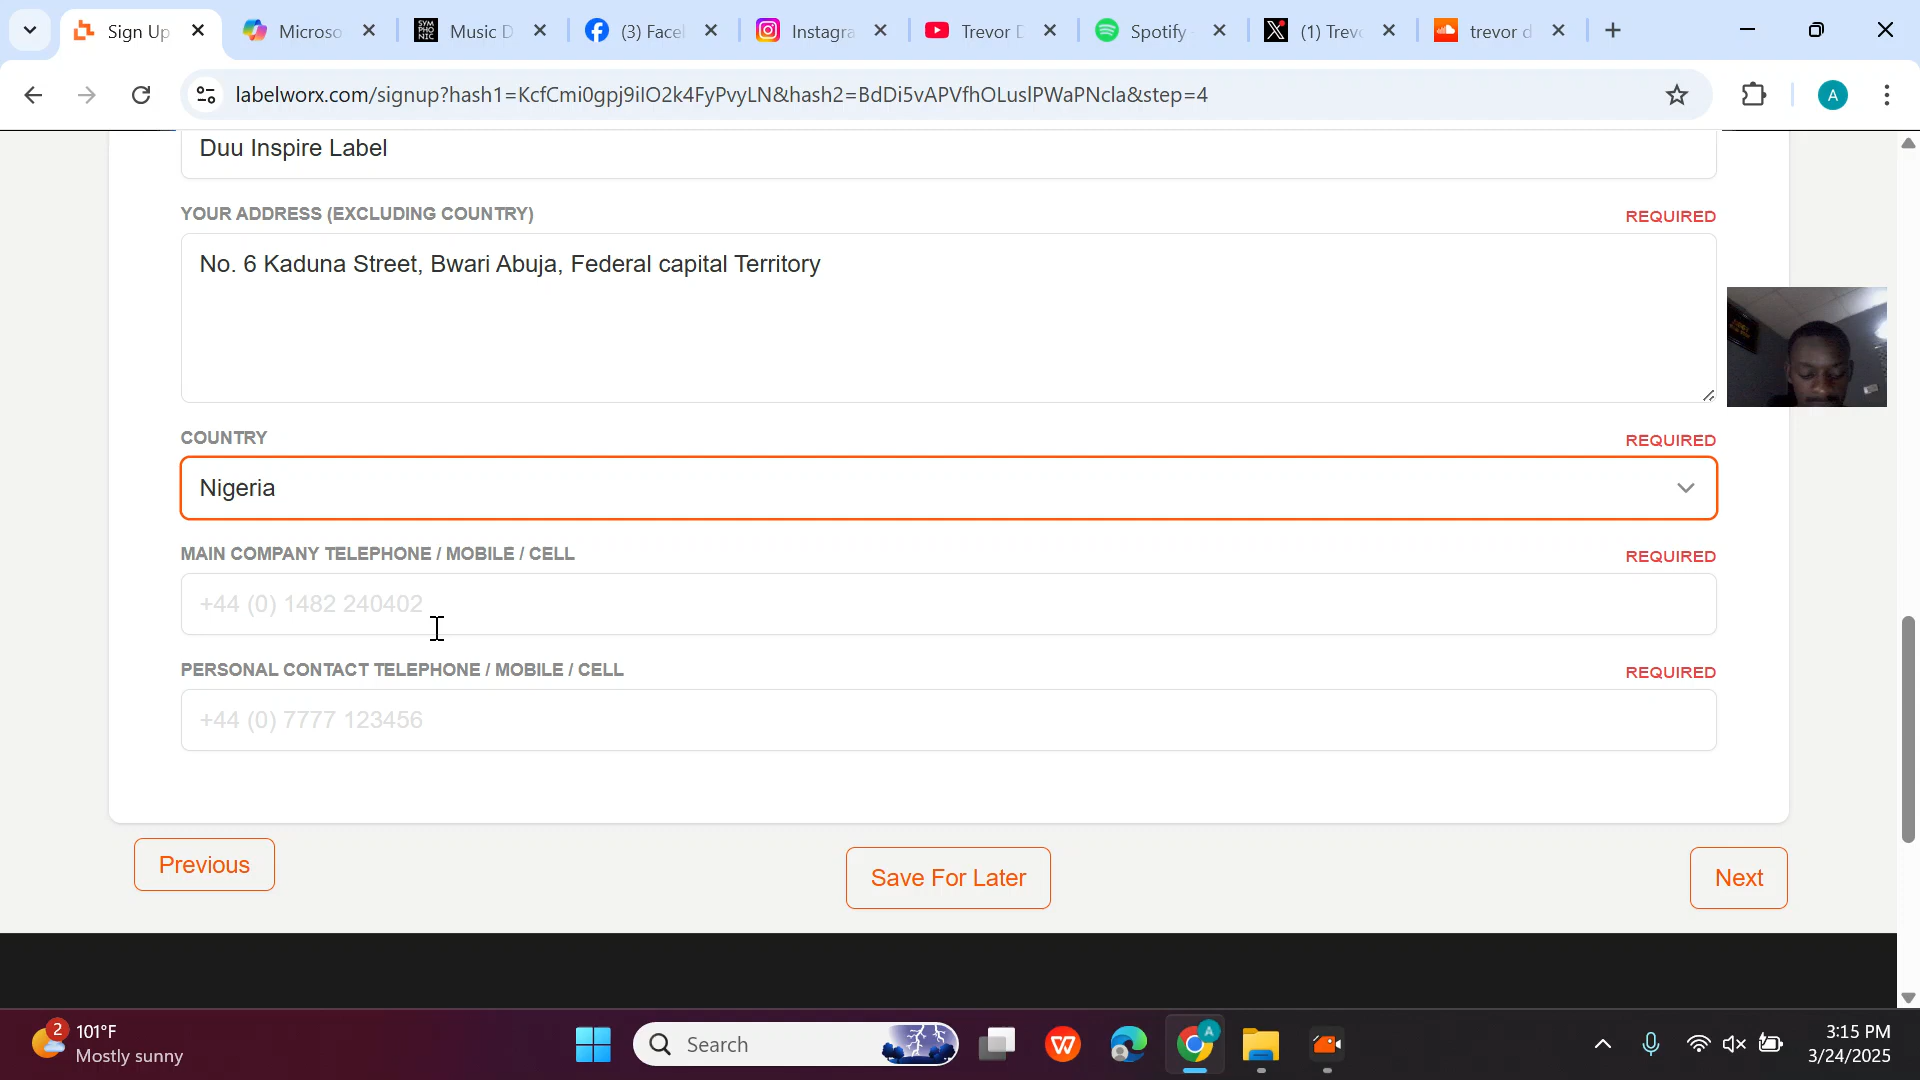 Sign Up
Microso
Music D
(3) Facel
Instagra
Trevor D
Spotify
(1) Trev
trevor d
labelworx.com/signup?hash1=KcfCmi0gpj9ilO2k4FyPvyLN&hash2=BdDi5vAPVfhOLuslPWaPNcla&step=4
A
Duu Inspire Label
YOUR ADDRESS (EXCLUDING COUNTRY)
REQUIRED
No. 6 Kaduna Street, Bwari Abuja, Federal capital Territory
COUNTRY
REQUIRED
Nigeria
MAIN COMPANY TELEPHONE / MOBILE / CELL
REQUIRED
+44 (0) 1482 240402
PERSONAL CONTACT TELEPHONE / MOBILE / CELL
REQUIRED
+44 (0) 7777 123456
Previous
Save For Later
Next
2
101°F
Mostly sunny
Search
3:15 PM
3/24/2025